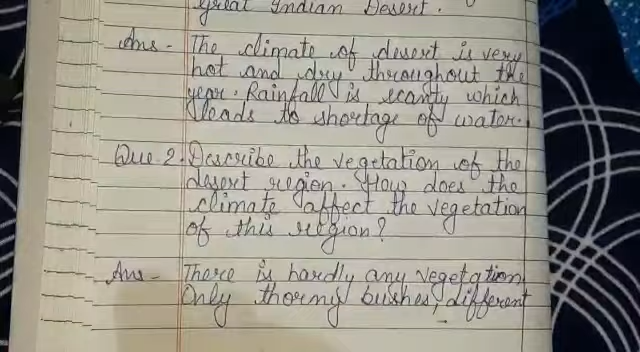 great Indian Desert.
Ans - The climate of desert is very
hot and dry throughout the
year. Rainfall is scanty which
leads to shortage of water.
Que. 2. Describe the vegetation of the
desert region. How does the
climate affect the vegetation
of this region?
Ans - There is hardly any vegetation
Only thorny bushes, different